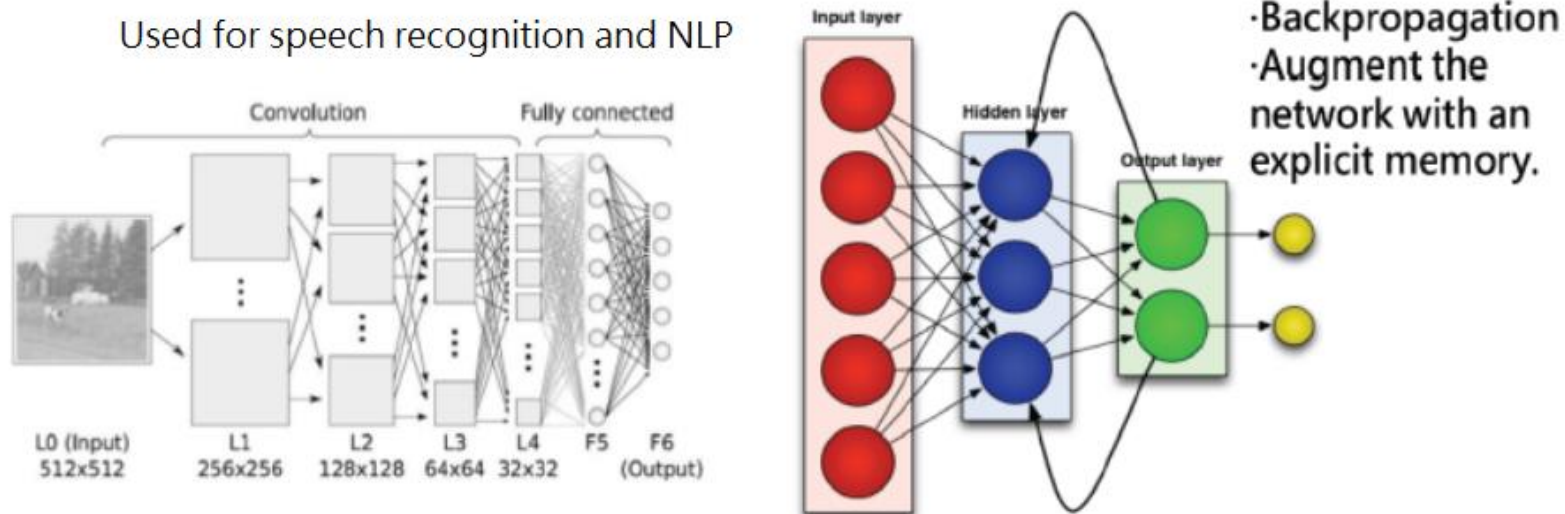 Used for speech recognition and NLP
Convolution
Fully connected
L0 (Input)
512x512
L1
256x256
L2
128x128
L3
64x64
L4
32x32
F5
F6
(Output)
Input layer
Hidden layer
Output layer
·Backpropagation
·Augment the
network with an
explicit memory.